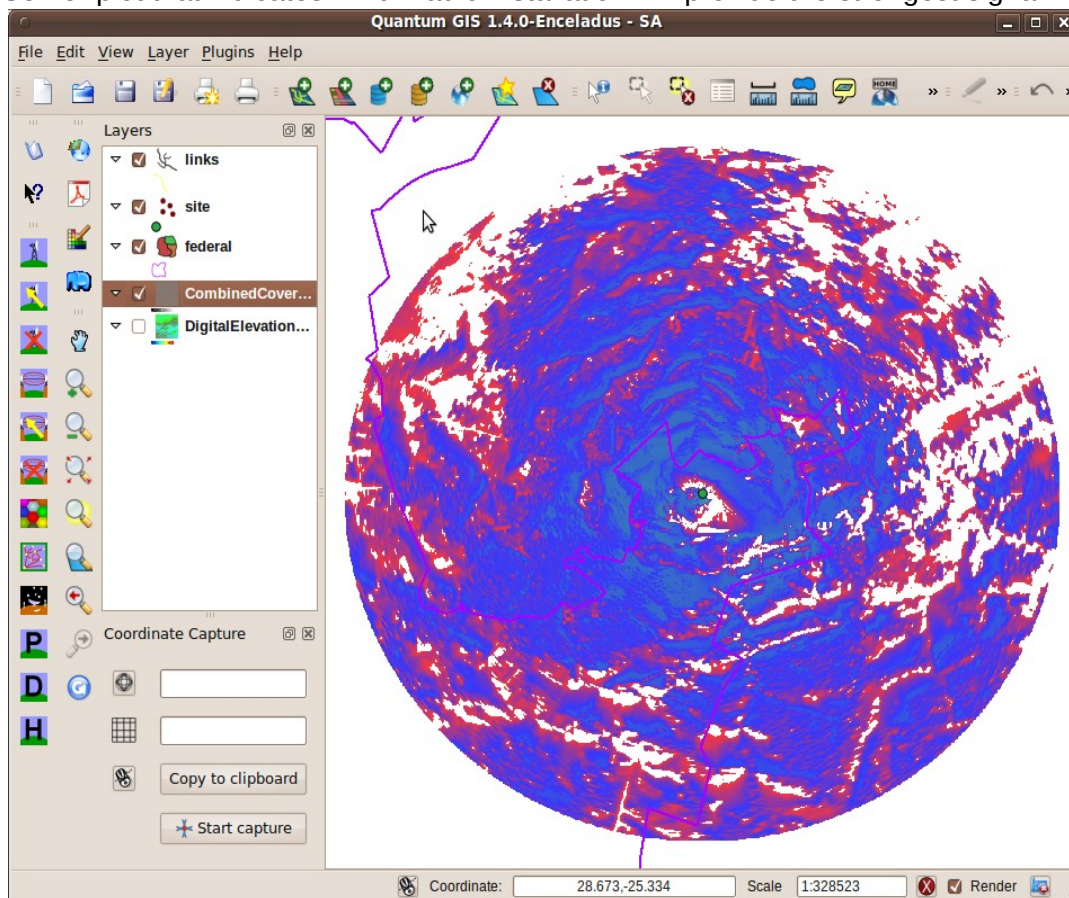 Quantum GIS 1.4.0-Enceladus - SA
File Edit View Layer Plugins Help
HOME
Layers
links
site
federal
CombinedCover...
DigitalElevation...
Coordinate Capture
P
D
H
Copy to clipboard
Start capture
Coordinate: 28.673,-25.334 Scale 1:328523 Render